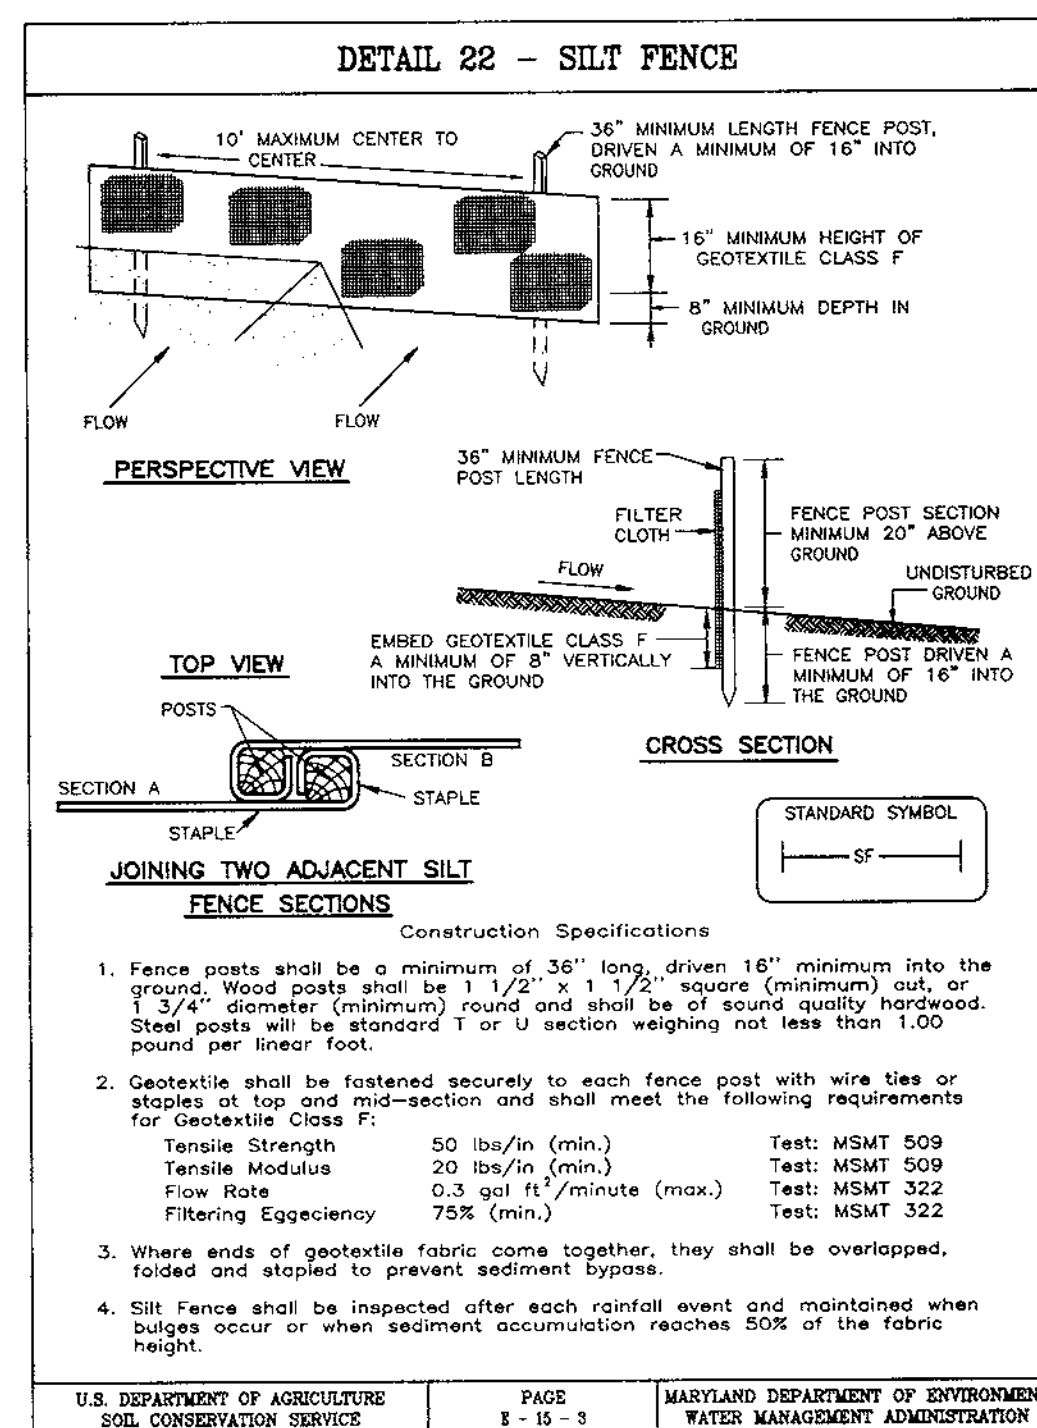 DETAIL 22 – SILT FENCE
10' MAXIMUM CENTER TO
CENTER
36" MINIMUM LENGTH FENCE POST,
DRIVEN A MINIMUM OF 16" INTO
GROUND
16" MINIMUM HEIGHT OF
GEOTEXTILE CLASS F
8" MINIMUM DEPTH IN
GROUND
FLOW
FLOW
PERSPECTIVE VIEW
36" MINIMUM FENCE
POST LENGTH
FILTER
CLOTH
FENCE POST SECTION
MINIMUM 20" ABOVE
GROUND
FLOW
UNDISTURBED
GROUND
EMBED GEOTEXTILE CLASS F
A MINIMUM OF 8" VERTICALLY
INTO THE GROUND
FENCE POST DRIVEN A
MINIMUM OF 16" INTO
THE GROUND
CROSS SECTION
TOP VIEW
POSTS
SECTION B
SECTION A
STAPLE
STAPLE
JOINING TWO ADJACENT SILT
FENCE SECTIONS
STANDARD SYMBOL
SF
Construction Specifications
1. Fence posts shall be a minimum of 36" long, driven 16" minimum into the
ground. Wood posts shall be 1 1/2" x 1 1/2" square (minimum) cut, or
1 3/4" diameter (minimum) round and shall be of sound quality hardwood.
Steel posts will be standard T or U section weighing not less than 1.00
pound per linear foot.
2. Geotextile shall be fastened securely to each fence post with wire ties or
staples at top and mid–section and shall meet the following requirements
for Geotextile Class F:
Tensile Strength 50 lbs/in (min.) Test: MSMT 509
Tensile Modulus 20 lbs/in (min.) Test: MSMT 509
Flow Rate 0.3 gal ft²/minute (max.) Test: MSMT 322
Filtering Eggeciency 75% (min.) Test: MSMT 322
3. Where ends of geotextile fabric come together, they shall be overlapped,
folded and stapled to prevent sediment bypass.
4. Silt Fence shall be inspected after each rainfall event and maintained when
bulges occur or when sediment accumulation reaches 50% of the fabric
height.
U.S. DEPARTMENT OF AGRICULTURE
SOIL CONSERVATION SERVICE
PAGE
E - 15 - 3
MARYLAND DEPARTMENT OF ENVIRONMEN
WATER MANAGEMENT ADMINISTRATION